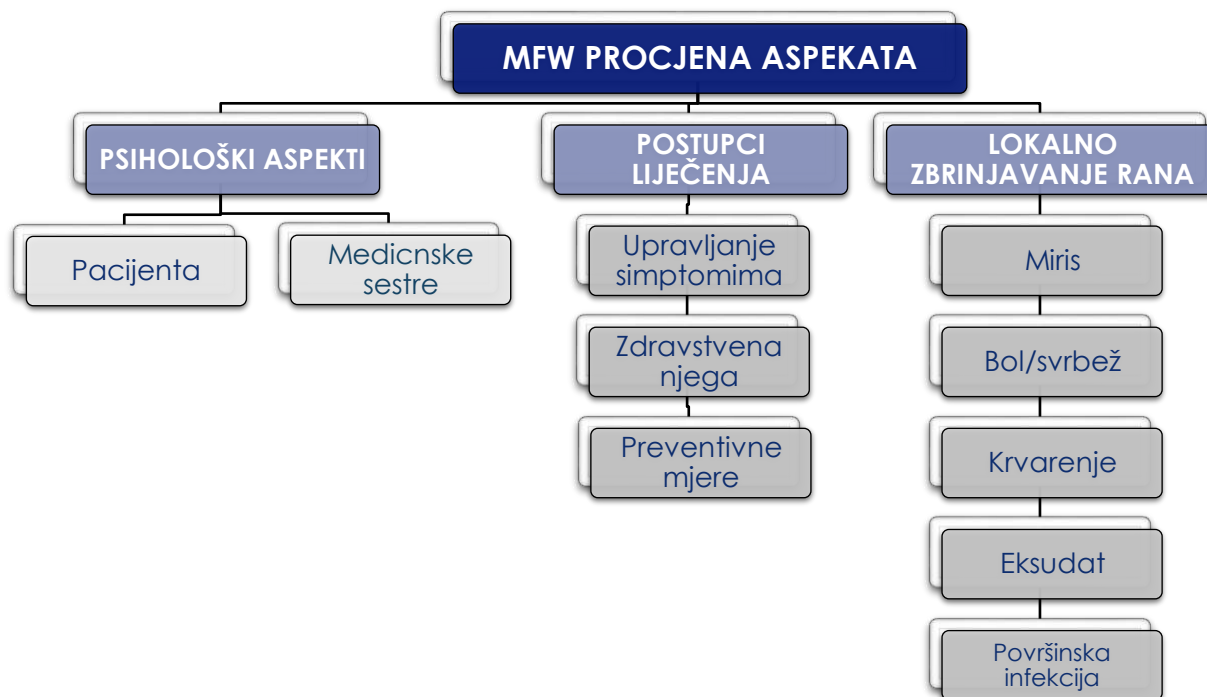 MFW PROCJENA ASPEKATA
PSIHOLOŠKI ASPEKTI
Pacijenta
Medicnske
sestre
POSTUPCI
LIJEČENJA
Upravljanje
simptomima
Zdravstvena
njega
Preventivne
mjere
LOKALNO
ZBRINJAVANJE RANA
Miris
Bol/svrbež
Krvarenje
Eksudat
Površinska
infekcija